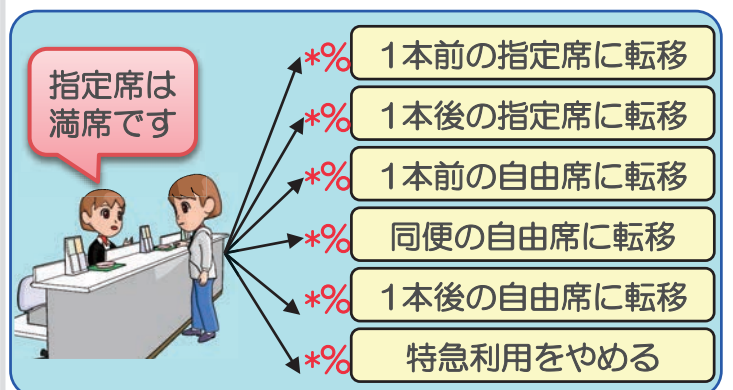 指定席は
満席です
*% 1本前の指定席に転移
*% 1本後の指定席に転移
*% 1本前の自由席に転移
*% 同便の自由席に転移
*% 1本後の自由席に転移
*% 特急利用をやめる